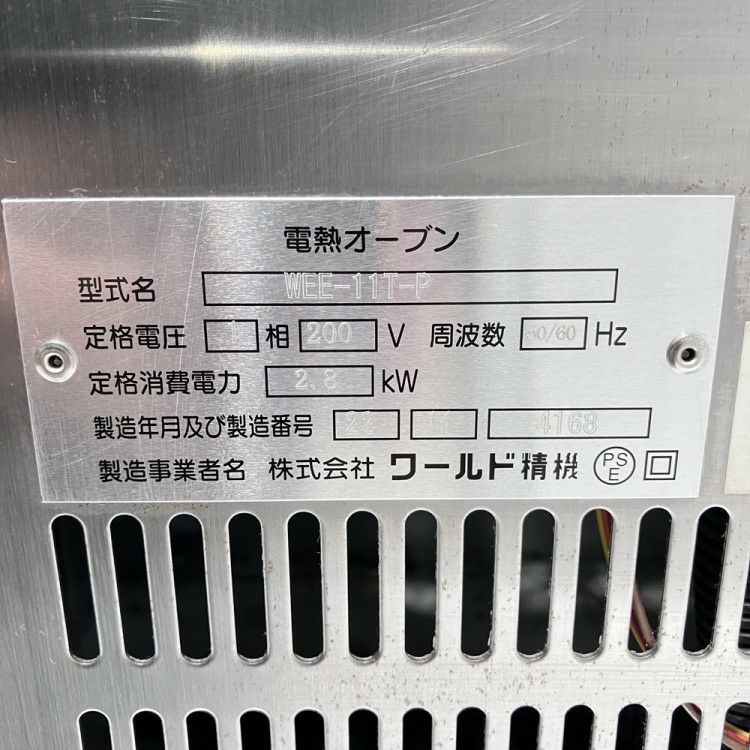 電熱オーブン
型式名 WEE-11T-P
定格電圧 1 相 200 V 周波数 50/60 Hz
定格消費電力 2.8 kW
製造年月及び製造番号 22 11 4168
製造事業者名 株式会社 ワールド精機 PSE